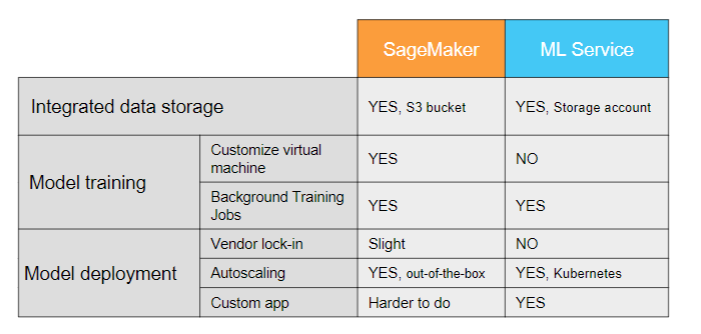 SageMaker ML Service
Integrated data storage YES, S3 bucket YES, Storage account
Model training
Customize virtual
machine
YES NO
Background Training
Jobs
YES YES
Model deployment
Vendor lock-in Slight NO
Autoscaling YES, out-of-the-box YES, Kubernetes
Custom app Harder to do YES